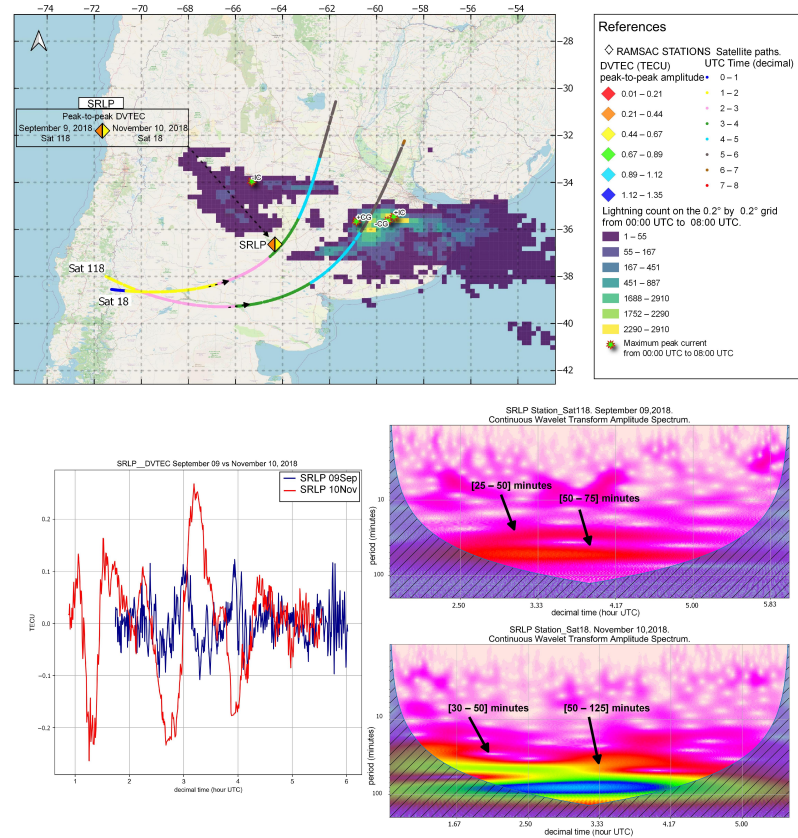 −74 −72 −70 −68 −66 −64 −62 −60 −58 −56 −54
−28
−30
−32
−34
−36
−38
−40
−42
SRLP
Peak-to-peak DVTEC
September 9, 2018 November 10, 2018
Sat 118 Sat 18
-IC
+CG
+IC
-CG
SRLP
Sat 118
Sat 18
References
RAMSAC STATIONS Satellite paths.
DVTEC (TECU) UTC Time (decimal)
peak-to-peak amplitude
0.01 − 0.21
0.21 - 0.44
0.44 − 0.67
0.67 – 0.89
0.89 − 1.12
1.12 − 1.35
0 – 1
1 – 2
2 – 3
3 – 4
4 – 5
5 – 6
6 – 7
7 – 8
Lightning count on the 0.2° by 0.2° grid
from 00:00 UTC to 08:00 UTC.
1 – 55
55 - 167
167 – 451
451 – 887
1688 - 2910
1752 – 2290
2290 – 2910
Maximum peak current
from 00:00 UTC to 08:00 UTC
SRLP__DVTEC September 09 vs November 10, 2018
SRLP 09Sep
SRLP 10Nov
TECU
0.2
0.1
0.0
−0.1
−0.2
1 2 3 4 5 6
decimal time (hour UTC)
SRLP Station_Sat118. September 09,2018.
Continuous Wavelet Transform Amplitude Spectrum.
[25 – 50] minutes
[50 – 75] minutes
period (minutes)
10
100
2.50 3.33 4.17 5.00 5.83
decimal time (hour UTC)
SRLP Station_Sat18. November 10,2018.
Continuous Wavelet Transform Amplitude Spectrum.
[30 – 50] minutes [50 – 125] minutes
period (minutes)
10
100
1.67 2.50 3.33 4.17 5.00
decimal time (hour UTC)